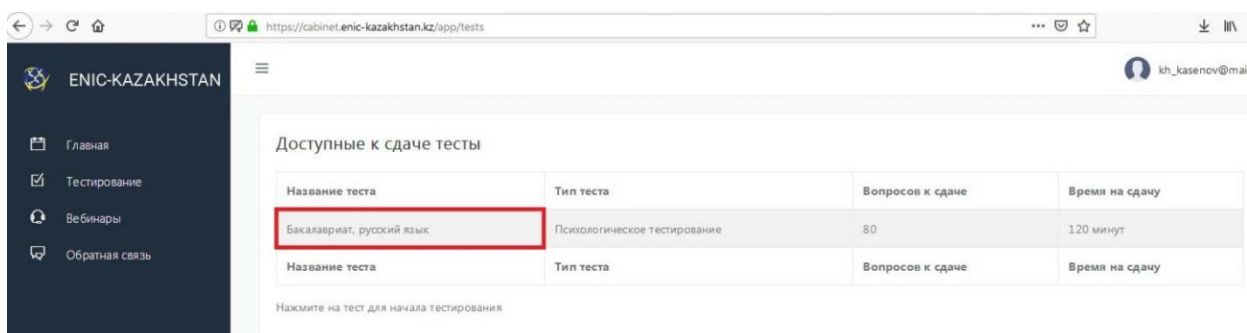 https://cabinet.enic-kazakhstan.kz/app/tests
ENIC-KAZAKHSTAN
kh_kasenov@mai
Главная
Тестирование
Вебинары
Обратная связь
Доступные к сдаче тесты
Название теста Тип теста Вопросов к сдаче Время на сдачу
Бакалавриат, русский язык Психологическое тестирование 80 120 минут
Название теста Тип теста Вопросов к сдаче Время на сдачу
Нажмите на тест для начала тестирования